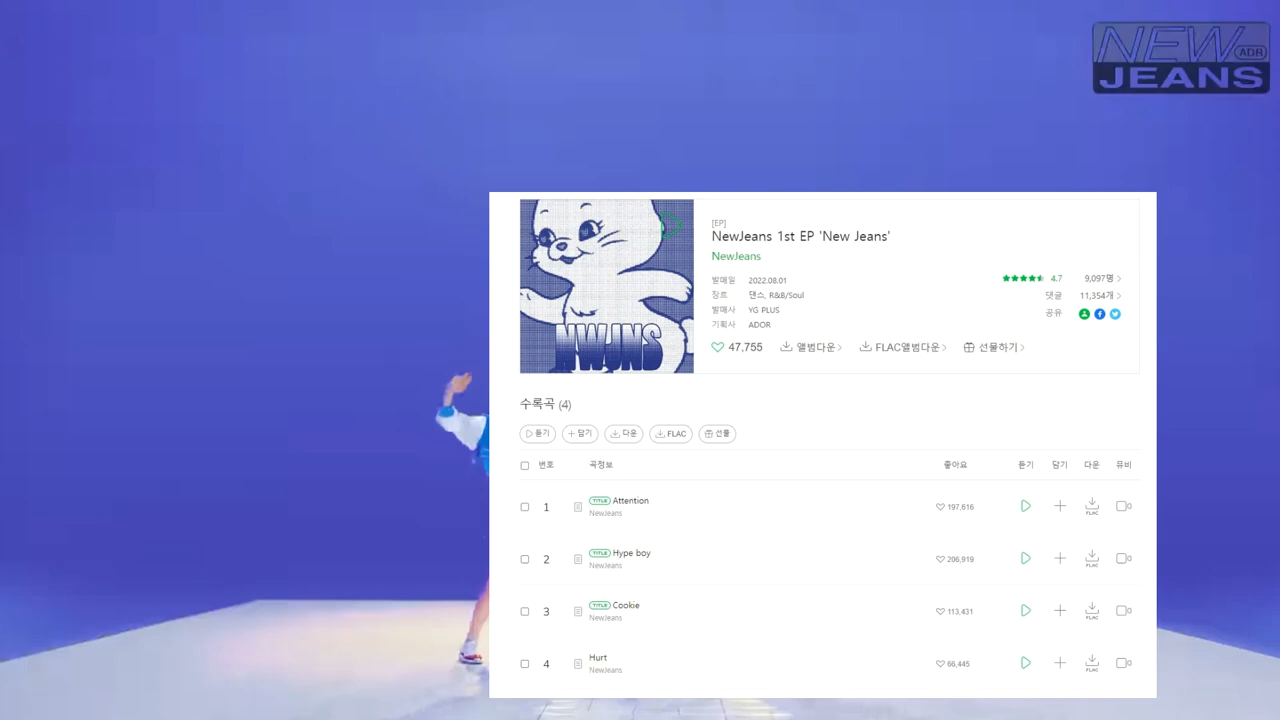 NEW
ADR
JEANS
[EP]
NewJeans 1st EP 'New Jeans'
NewJeans
발매일 2022.08.01
장르 댄스, R&B/Soul
발매사 YG PLUS
기획사 ADOR
4.7 9,097명
댓글 11,354개
공유
47,755 앨범다운 FLAC앨범다운 선물하기
NWJNS
수록곡 (4)
듣기 담기 다운 FLAC 선물
번호 곡정보 좋아요 듣기 담기 다운 뮤비
1 TITLE Attention 197,616 FLAC
NewJeans
2 TITLE Hype boy 206,919 FLAC
NewJeans
3 TITLE Cookie 113,431 FLAC
NewJeans
4 Hurt 66,445 FLAC
NewJeans